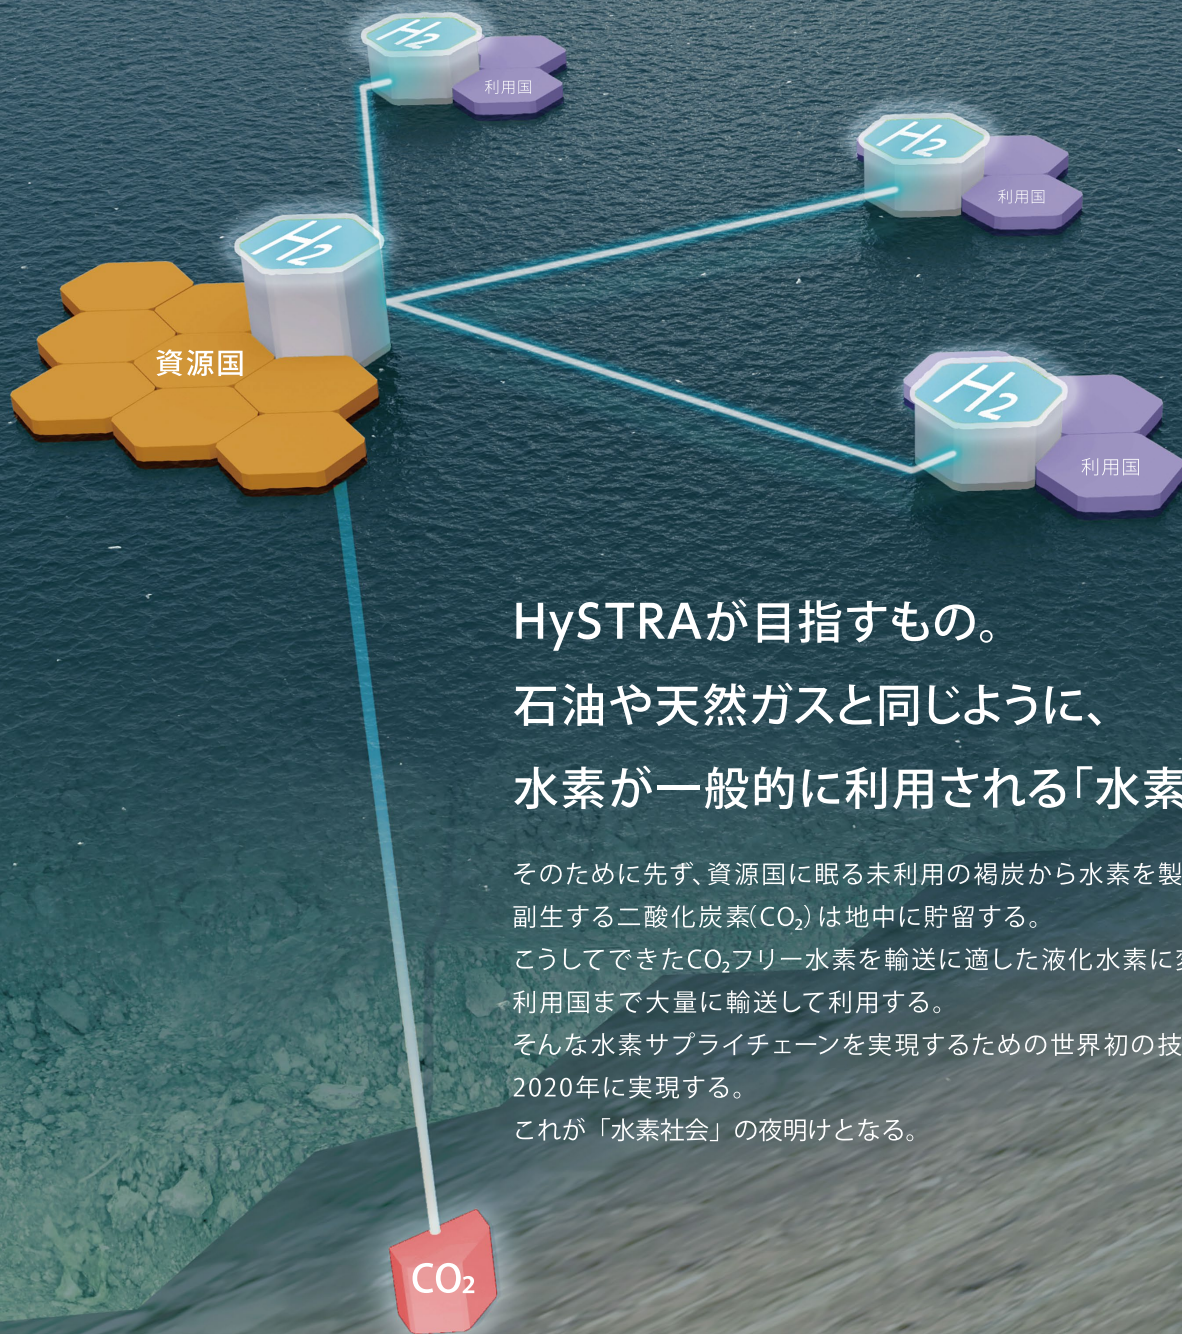 H2
利用国
H2
利用国
H2
資源国
H2
利用国
HySTRAが目指すもの。
石油や天然ガスと同じように、
水素が一般的に利用される「水素
そのために先ず、資源国に眠る未利用の褐炭から水素を製
副生する二酸化炭素(CO₂)は地中に貯留する。
こうしてできたCO₂フリー水素を輸送に適した液化水素に変
利用国まで大量に輸送して利用する。
そんな水素サプライチェーンを実現するための世界初の技
2020年に実現する。
これが「水素社会」の夜明けとなる。
CO₂